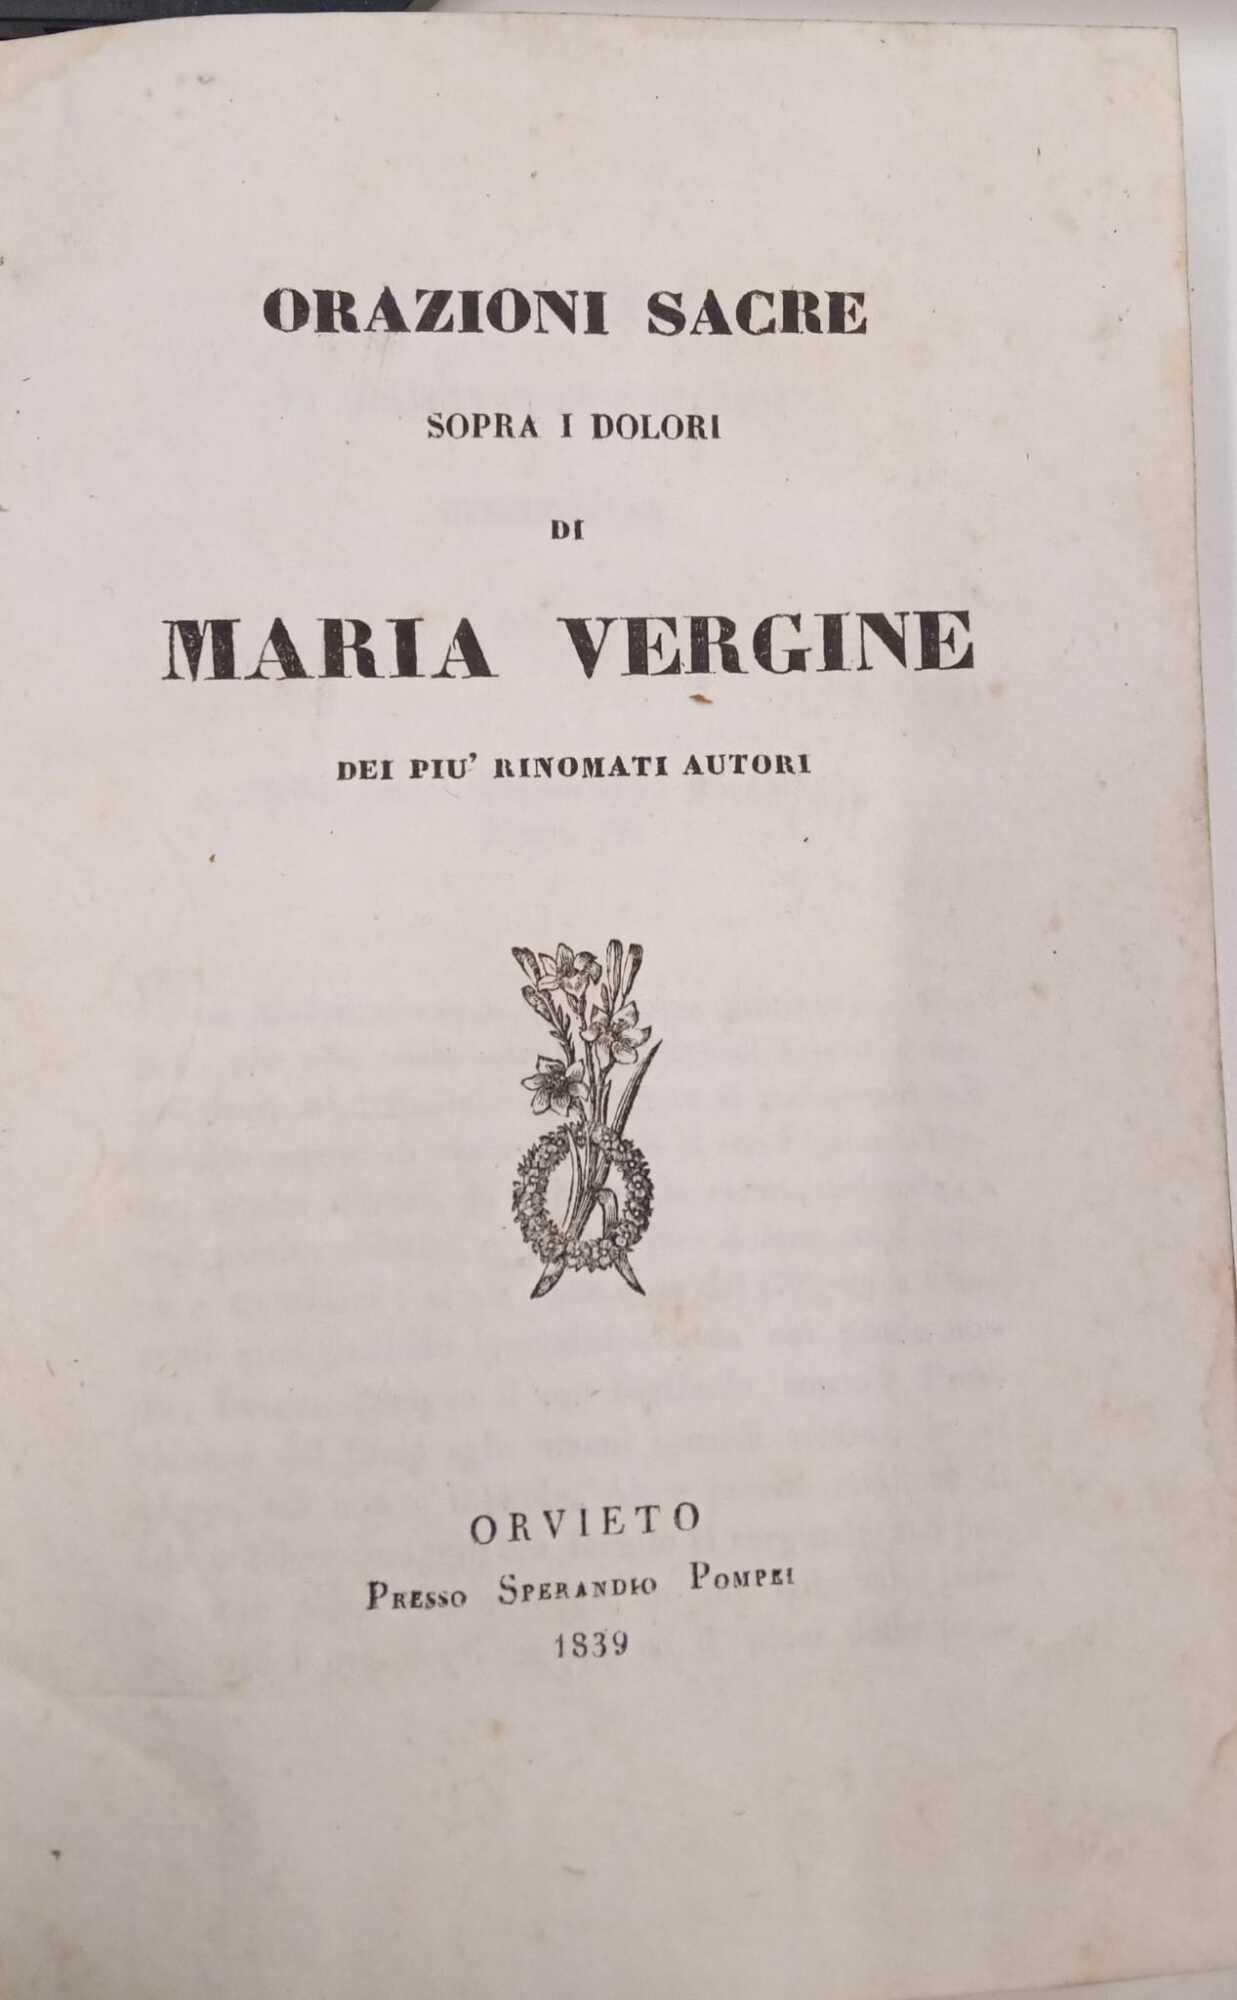 ORAZIONI SACRE
SOPRA I DOLORI
DI
MARIA VERGINE
DEI PIU' RINOMATI AUTORI
ORVIETO
PRESSO SPERANDIO POMPEI
1839